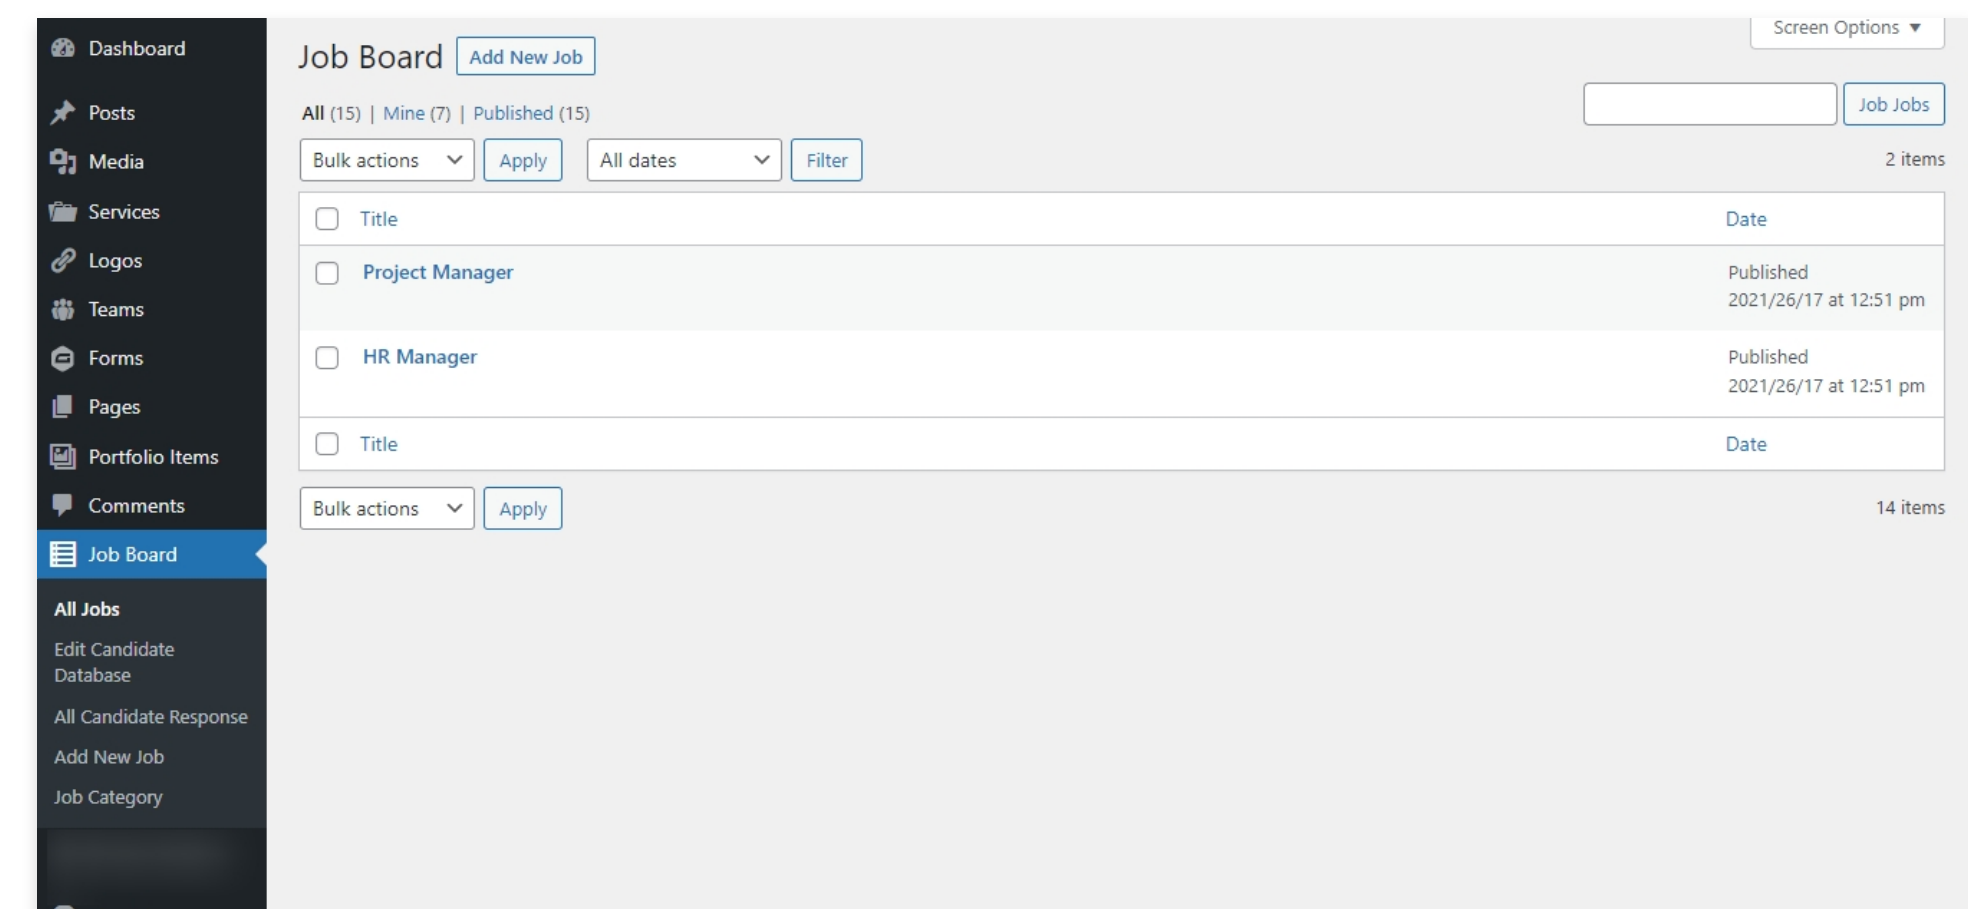 Dashboard
Posts
Media
Services
Logos
Teams
Forms
Pages
Portfolio Items
Comments
Job Board
All Jobs
Edit Candidate
Database
All Candidate Response
Add New Job
Job Category
Screen Options ▼
Job Board Add New Job
All (15) | Mine (7) | Published (15)
Job Jobs
Bulk actions Apply All dates Filter 2 items
Title Date
Project Manager Published
2021/26/17 at 12:51 pm
HR Manager Published
2021/26/17 at 12:51 pm
Title Date
Bulk actions Apply 14 items